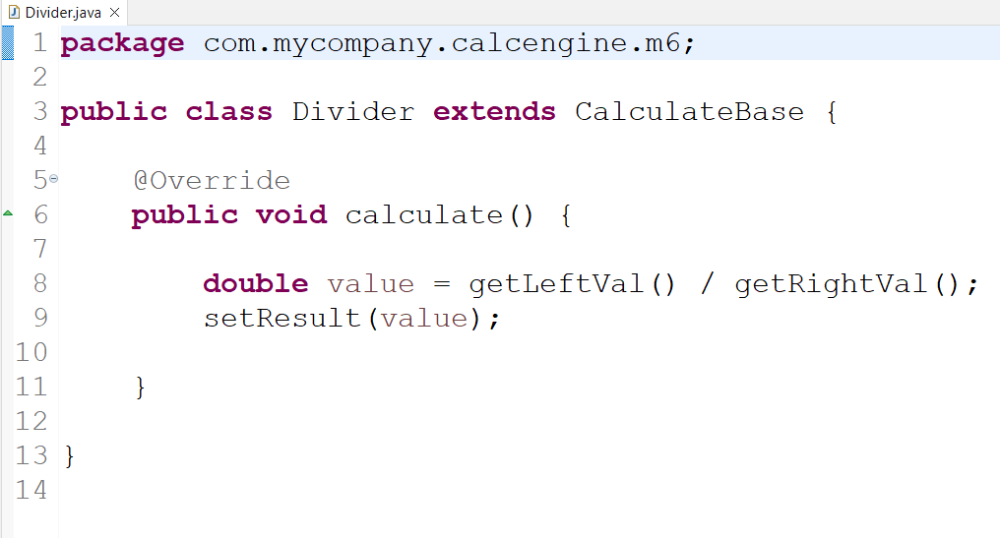 Divider.java
1 package com.mycompany.calcengine.m6;
2
3 public class Divider extends CalculateBase {
4
5 @Override
6 public void calculate() {
7
8 double value = getLeftVal() / getRightVal();
9 setResult(value);
10
11 }
12
13 }
14